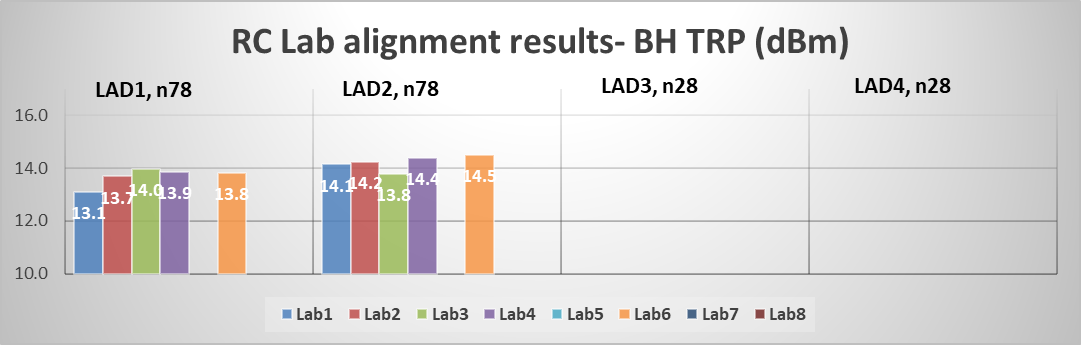 RC Lab alignment results- BH TRP (dBm)
LAD1, n78 LAD2, n78 LAD3, n28 LAD4, n28
16.0
14.0
12.0
10.0
13.1 13.7 14.0 13.9 13.8 14.1 14.2 13.8 14.4 14.5
Lab1 Lab2 Lab3 Lab4 Lab5 Lab6 Lab7 Lab8